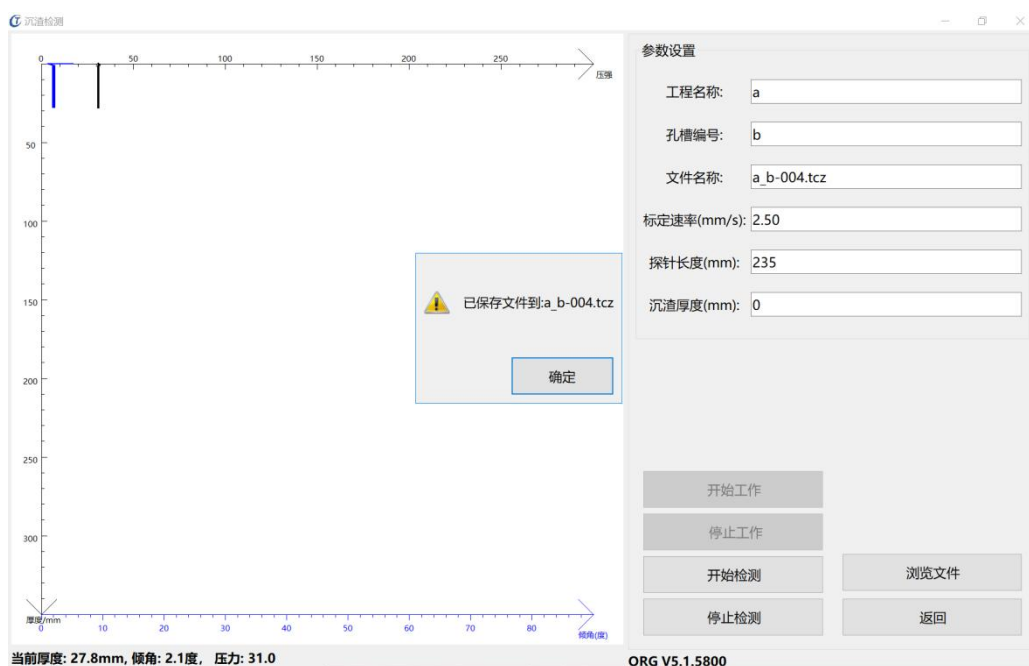 沉渣检测
0 50 100 150 200 250
压强
50
100
150
200
250
300
厚度/mm
0 10 20 30 40 50 60 70 80
倾角(度)
当前厚度: 27.8mm, 倾角: 2.1度， 压力: 31.0
已保存文件到:a_b-004.tcz
确定
参数设置
工程名称: a
孔槽编号: b
文件名称: a_b-004.tcz
标定速率(mm/s): 2.50
探针长度(mm): 235
沉渣厚度(mm): 0
开始工作
停止工作
开始检测 浏览文件
停止检测 返回
ORG V5.1.5800